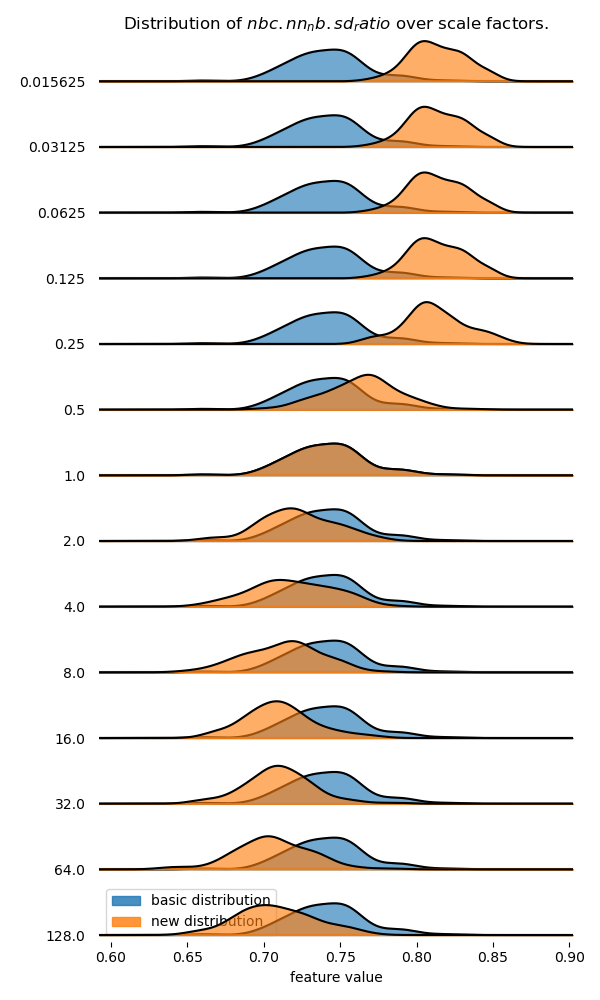 Distribution of nbc.nnₙb.sdᵣatio over scale factors.
0.015625
0.03125
0.0625
0.125
0.25
0.5
1.0
2.0
4.0
8.0
16.0
32.0
64.0
basic distribution
new distribution
128.0
0.60 0.65 0.70 0.75 0.80 0.85 0.90
feature value